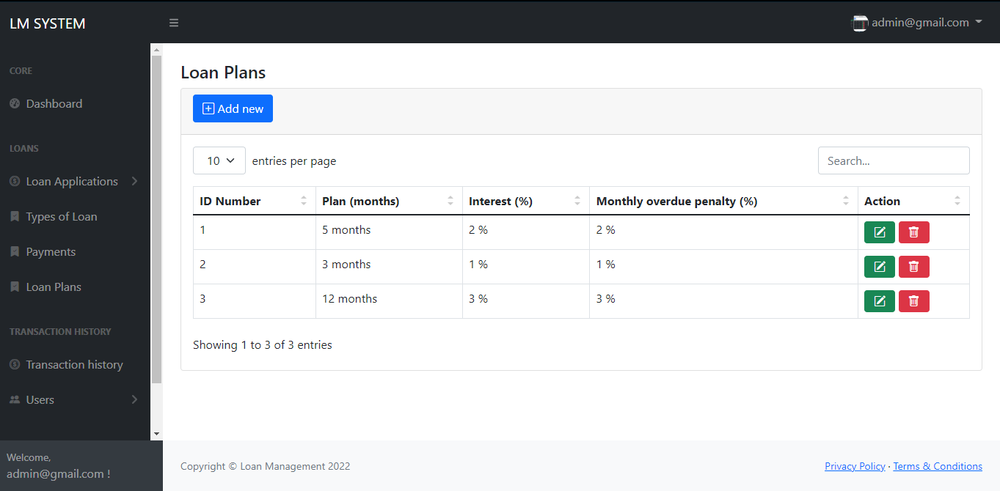 LM SYSTEM
admin@gmail.com
CORE
Dashboard
LOANS
Loan Applications
Types of Loan
Payments
Loan Plans
TRANSACTION HISTORY
Transaction history
Users
Welcome,
admin@gmail.com !
Loan Plans
Add new
10 entries per page
Search...
ID Number Plan (months) Interest (%) Monthly overdue penalty (%) Action
1 5 months 2 % 2 %
2 3 months 1 % 1 %
3 12 months 3 % 3 %
Showing 1 to 3 of 3 entries
Copyright © Loan Management 2022
Privacy Policy · Terms & Conditions